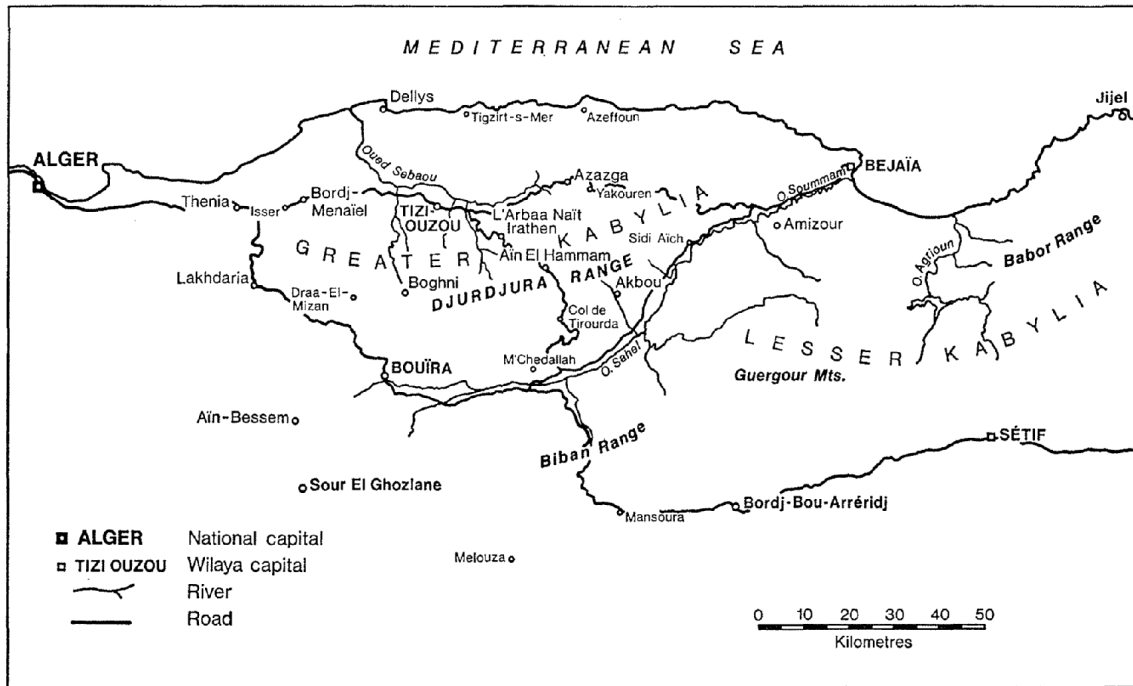 MEDITERRANEAN SEA
Dellys
Tigzirt-s-Mer
Azeffoun
Jijel
ALGER
Oued Sebaou
Azazga
Yakouren
O. Soummam
BEJAÏA
Thenia
Isser
Bordj-
Menaïel
TIZI-
OUZOU
L'Arbaa Naït
Irathen
Sidi Aïch
Amizour
GREATER KABYLIA
Aïn El Hammam
Babor Range
O. Agrioun
Lakhdaria
Draa-El-
Mizan
Boghni
DJURDJURA RANGE
Akbou
Col de
Tirourda
LESSER KABYLIA
M'Chedallah
O. Sahel
Guergour Mts.
BOUÏRA
Aïn-Bessem
Biban Range
SÉTIF
Sour El Ghozlane
Mansoura
Bordj-Bou-Arréridj
Melouza
ALGER National capital
TIZI OUZOU Wilaya capital
River
Road
0 10 20 30 40 50
Kilometres